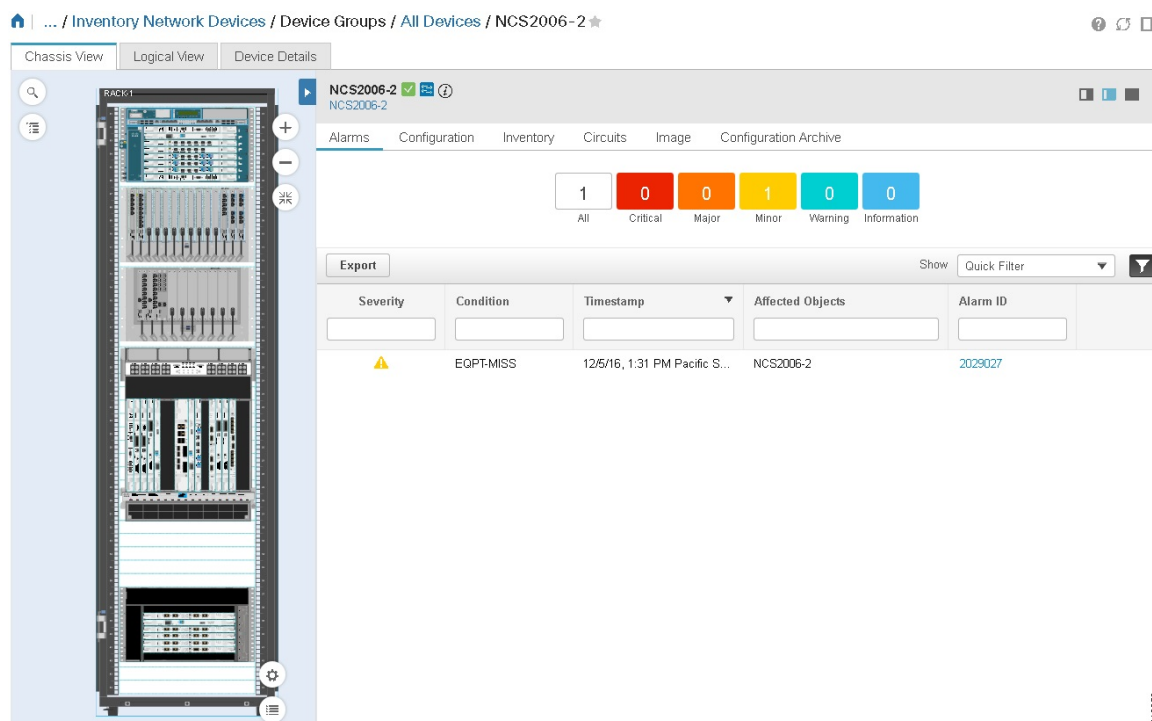 ... / Inventory Network Devices / Device Groups / All Devices / NCS2006-2
Chassis View Logical View Device Details
RACK-1
NCS2006-2
NCS2006-2
Alarms Configuration Inventory Circuits Image Configuration Archive
1 0 0 1 0 0
All Critical Major Minor Warning Information
Export Show Quick Filter
Severity Condition Timestamp Affected Objects Alarm ID
EQPT-MISS 12/5/16, 1:31 PM Pacific S... NCS2006-2 2029027